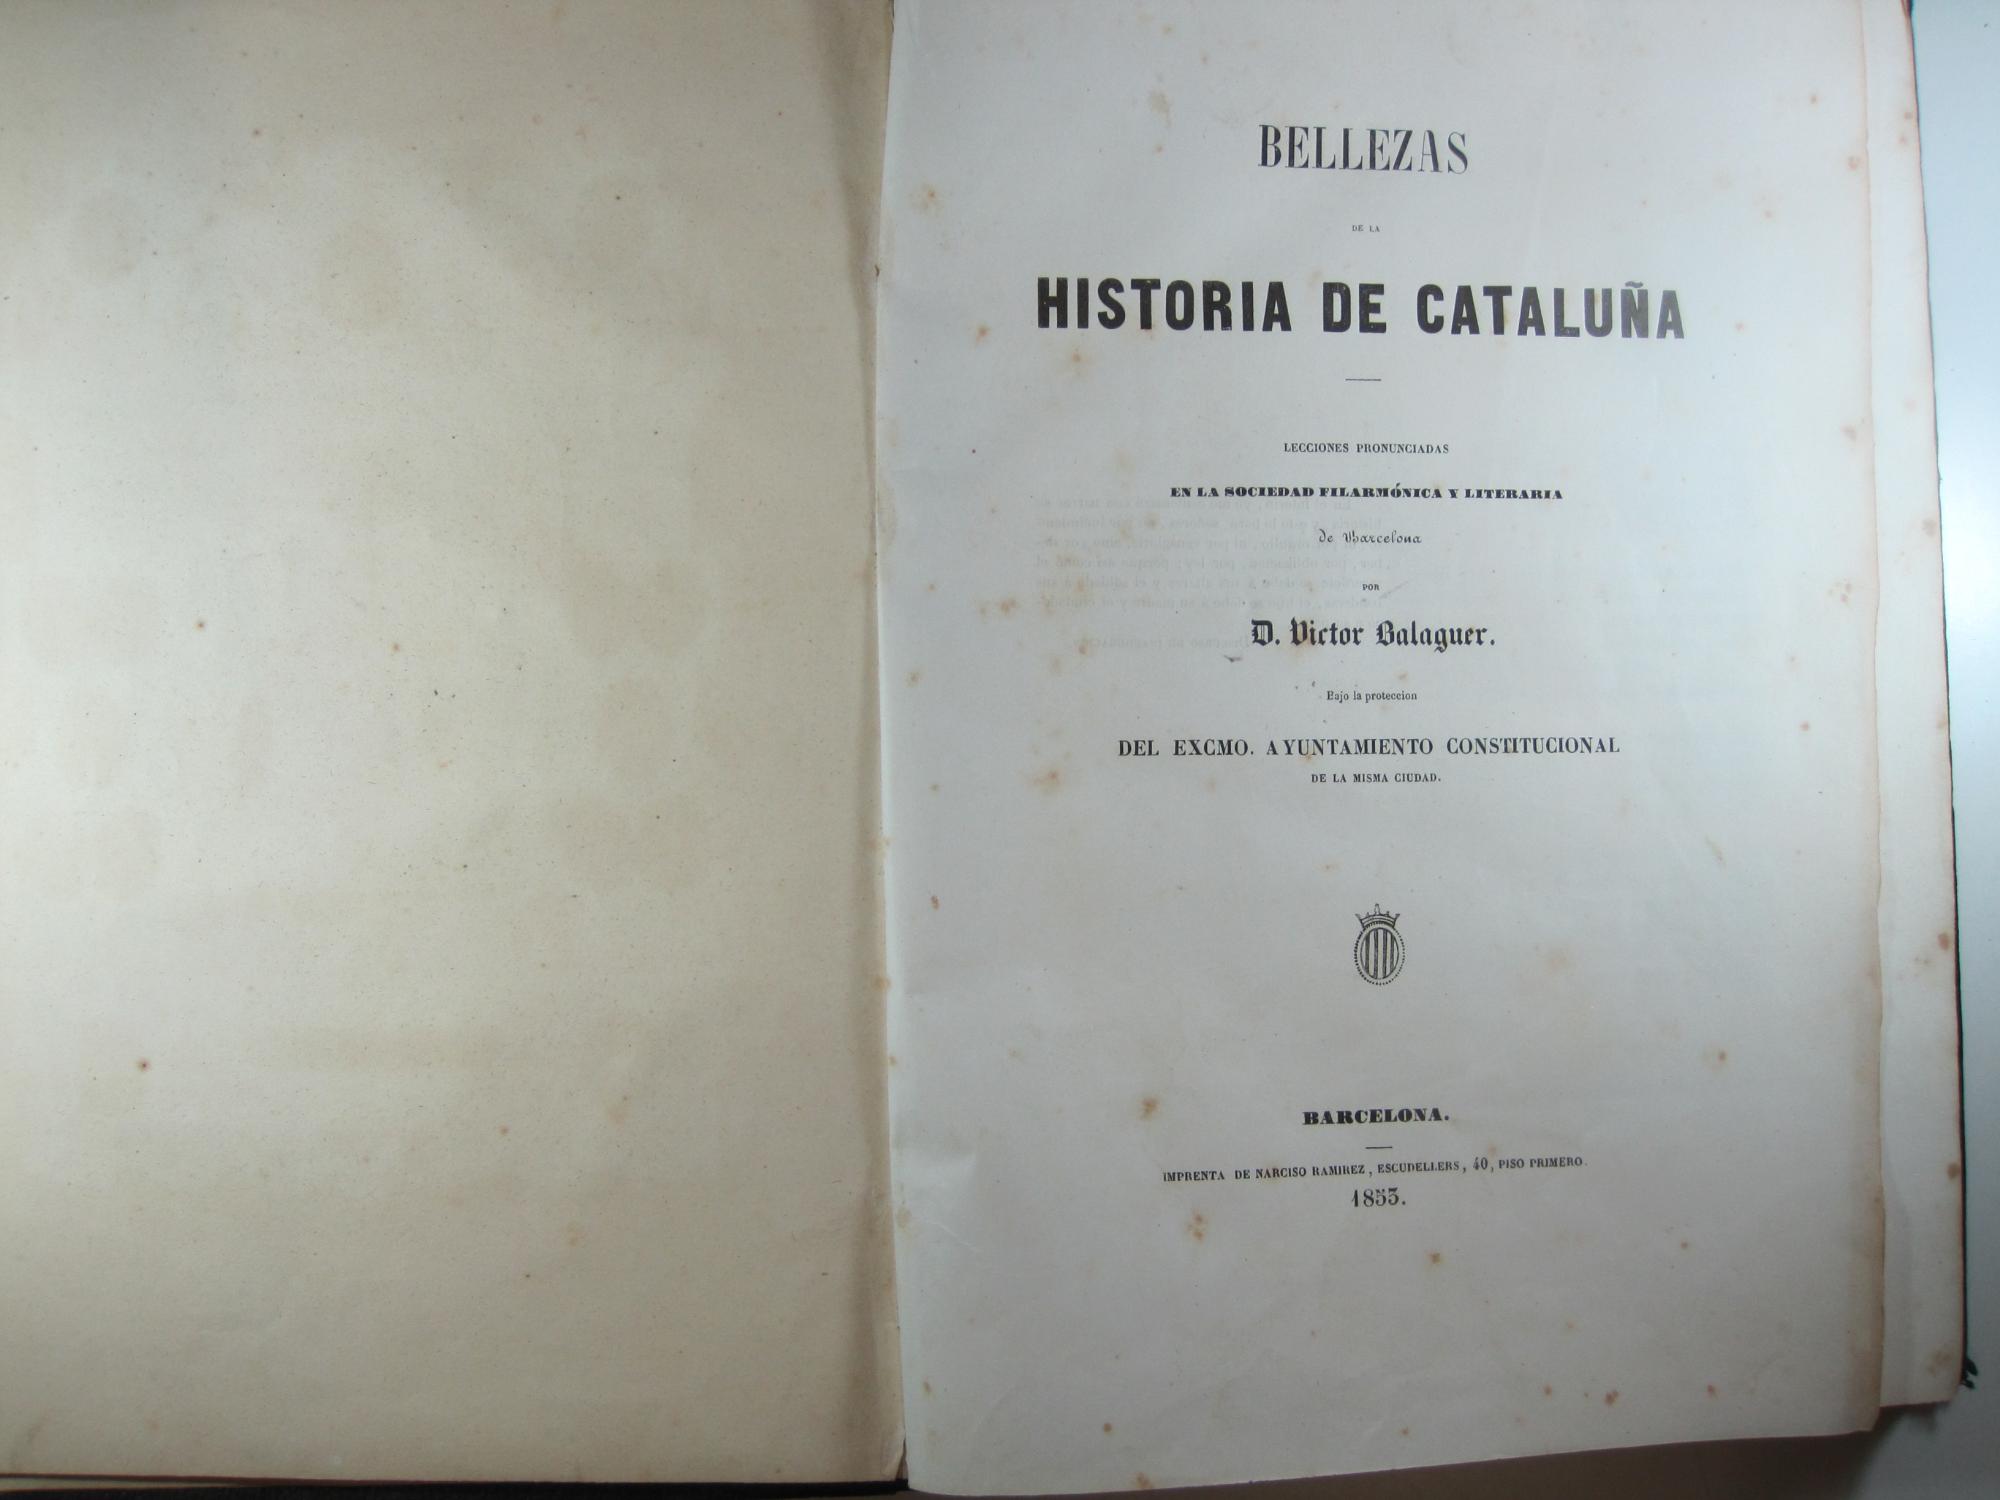 BELLEZAS
DE LA
HISTORIA DE CATALUÑA
LECCIONES PRONUNCIADAS
EN LA SOCIEDAD FILARMÓNICA Y LITERARIA
de Barcelona
POR
D. Victor Balaguer.
Bajo la proteccion
DEL EXCMO. AYUNTAMIENTO CONSTITUCIONAL
DE LA MISMA CIUDAD.
BARCELONA.
IMPRENTA DE NARCISO RAMIREZ, ESCUDELLERS, 40, PISO PRIMERO.
1853.